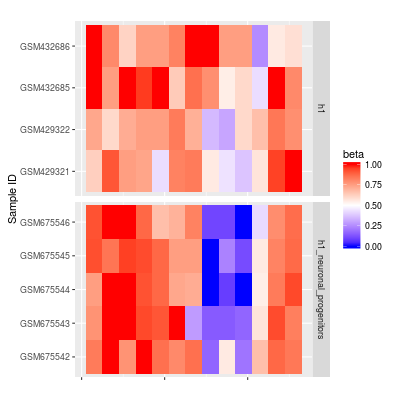 Sample ID
GSM432686
GSM432685
GSM429322
GSM429321
h1
GSM675546
GSM675545
GSM675544
GSM675543
GSM675542
h1_neuronal_progenitors
beta
1.00
0.75
0.50
0.25
0.00